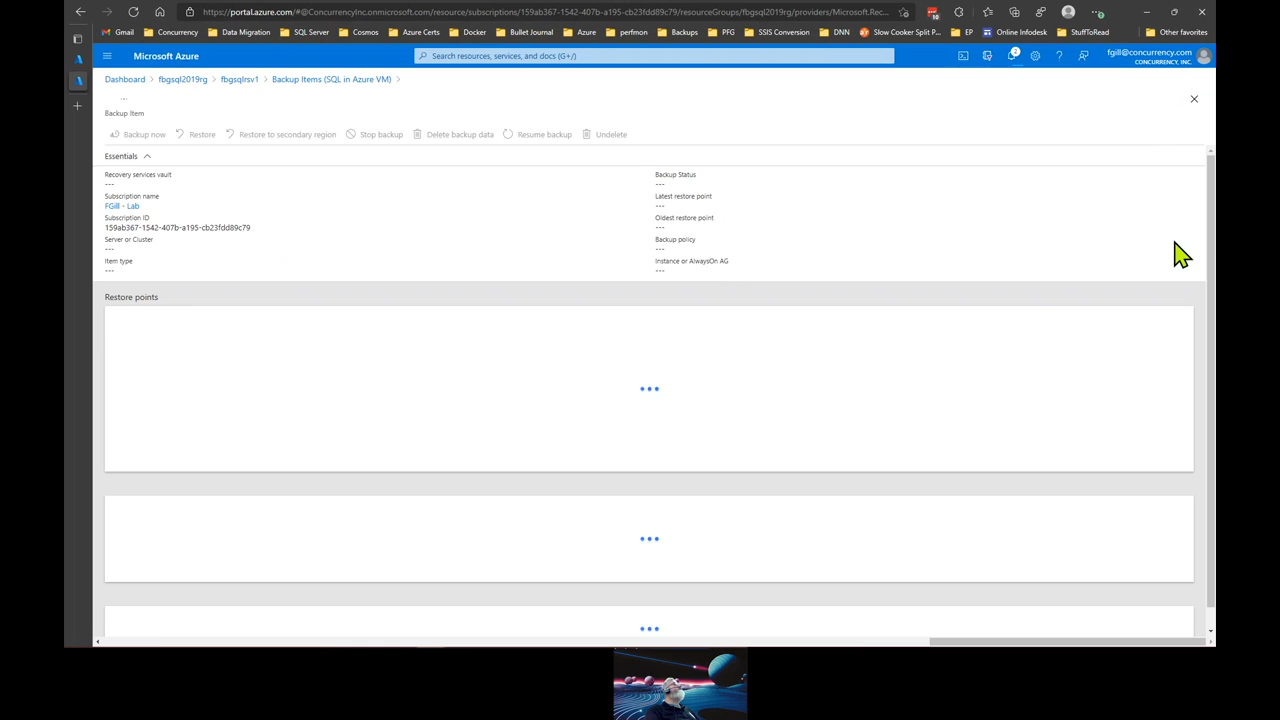 https://portal.azure.com/#@ConcurrencyInc.onmicrosoft.com/resource/subscriptions/159ab367-1542-407b-a195-cb23fdd89c79/resourceGroups/fbgsql2019rg/providers/Microsoft.Rec...
10
Gmail Concurrency Data Migration SQL Server Cosmos Azure Certs Docker Bullet Journal Azure perfmon Backups PFG SSIS Conversion DNN Slow Cooker Split P... EP Online Infodesk StuffToRead Other favorites
Microsoft Azure
Search resources, services, and docs (G+/)
2
fgill@concurrency.com
CONCURRENCY, INC.
Dashboard > fbgsql2019rg > fbgsqlrsv1 > Backup Items (SQL in Azure VM) >
Backup Item
Backup now Restore Restore to secondary region Stop backup Delete backup data Resume backup Undelete
Essentials
Recovery services vault
---
Subscription name
FGill - Lab
Subscription ID
159ab367-1542-407b-a195-cb23fdd89c79
Server or Cluster
---
Item type
---
Backup Status
---
Latest restore point
---
Oldest restore point
---
Backup policy
---
Instance or AlwaysOn AG
---
Restore points